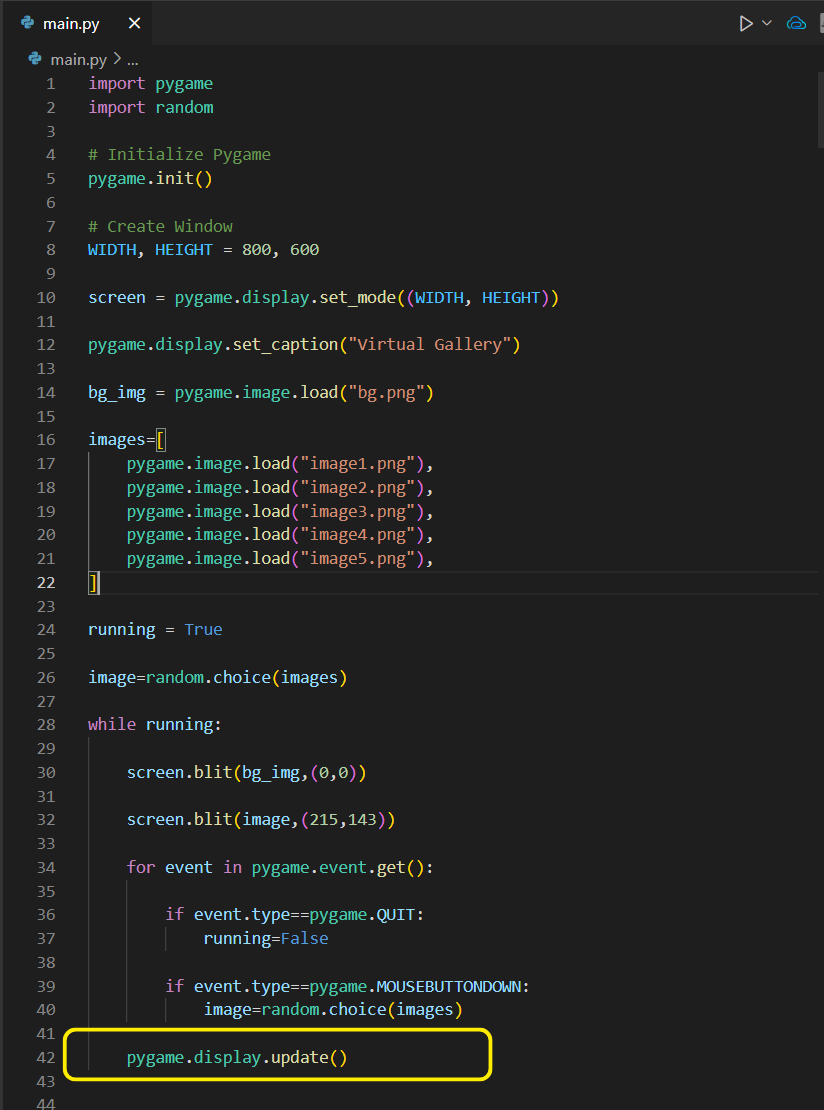 main.py
main.py > ...
1 import pygame
2 import random
3
4 # Initialize Pygame
5 pygame.init()
6
7 # Create Window
8 WIDTH, HEIGHT = 800, 600
9
10 screen = pygame.display.set_mode((WIDTH, HEIGHT))
11
12 pygame.display.set_caption("Virtual Gallery")
13
14 bg_img = pygame.image.load("bg.png")
15
16 images=[
17     pygame.image.load("image1.png"),
18     pygame.image.load("image2.png"),
19     pygame.image.load("image3.png"),
20     pygame.image.load("image4.png"),
21     pygame.image.load("image5.png"),
22 ]
23
24 running = True
25
26 image=random.choice(images)
27
28 while running:
29
30     screen.blit(bg_img,(0,0))
31
32     screen.blit(image,(215,143))
33
34     for event in pygame.event.get():
35
36         if event.type==pygame.QUIT:
37             running=False
38
39         if event.type==pygame.MOUSEBUTTONDOWN:
40             image=random.choice(images)
41
42     pygame.display.update()
43
44